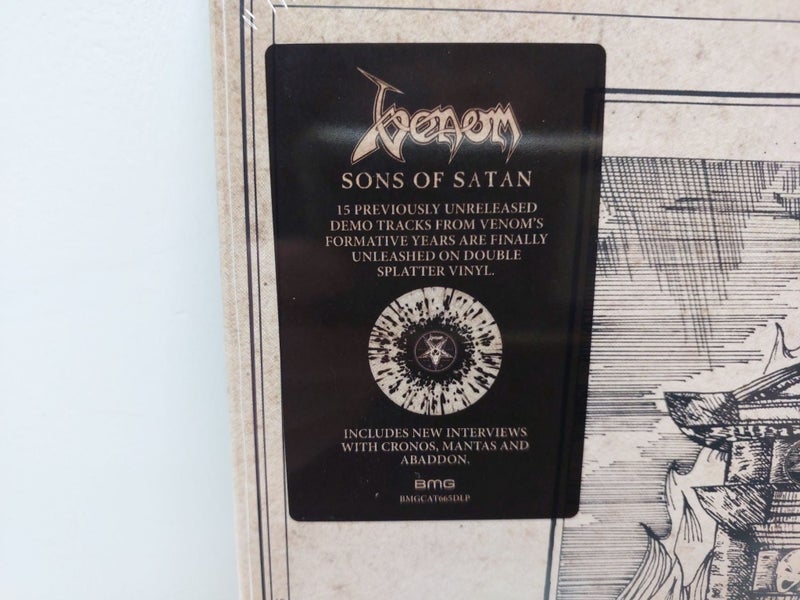 VENOM
SONS OF SATAN
15 PREVIOUSLY UNRELEASED
DEMO TRACKS FROM VENOM'S
FORMATIVE YEARS ARE FINALLY
UNLEASHED ON DOUBLE
SPLATTER VINYL.
INCLUDES NEW INTERVIEWS
WITH CRONOS, MANTAS AND
ABADDON.
BMG
BMGCAT665DLP